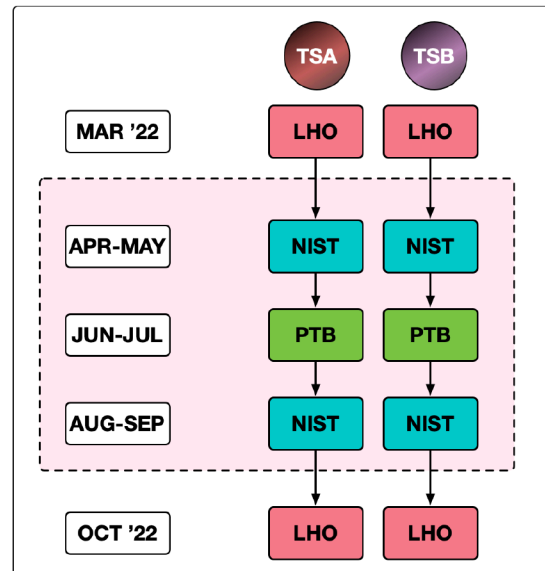 TSA TSB
MAR ’22 LHO LHO
APR-MAY NIST NIST
JUN-JUL PTB PTB
AUG-SEP NIST NIST
OCT ’22 LHO LHO